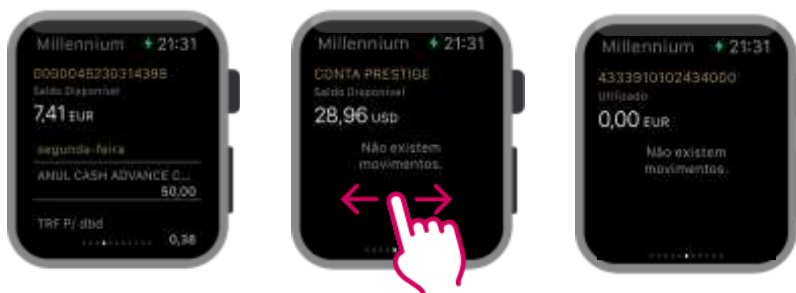 Millennium 21:31
0000045230314398
Saldo Disponível
7,41 EUR
segunda-feira
ANUL CASH ADVANCE C...
50,00
TRF P/ dbd
0,38
Millennium 21:31
CONTA PRESTIGE
Saldo Disponível
28,96 USD
Não existem
movimentos.
Millennium 21:31
4333910102434000
Utilizado
0,00 EUR
Não existem
movimentos.